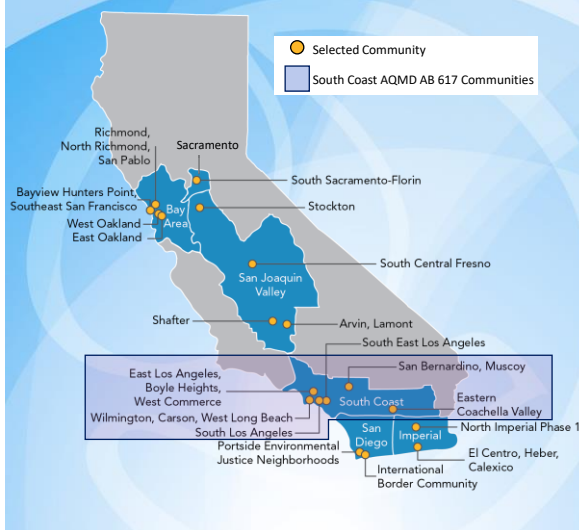 Selected Community
South Coast AQMD AB 617 Communities
Richmond,
North Richmond,
San Pablo
Sacramento
South Sacramento-Florin
Bayview Hunters Point,
Southeast San Francisco
Bay
Area
Stockton
West Oakland
East Oakland
South Central Fresno
San Joaquin
Valley
Shafter
Arvin, Lamont
South East Los Angeles
East Los Angeles,
Boyle Heights,
West Commerce
San Bernardino, Muscoy
South Coast
Eastern
Coachella Valley
Wilmington, Carson, West Long Beach
South Los Angeles
San
Diego
Imperial
North Imperial Phase 1
Portside Environmental
Justice Neighborhoods
El Centro, Heber,
Calexico
International
Border Community